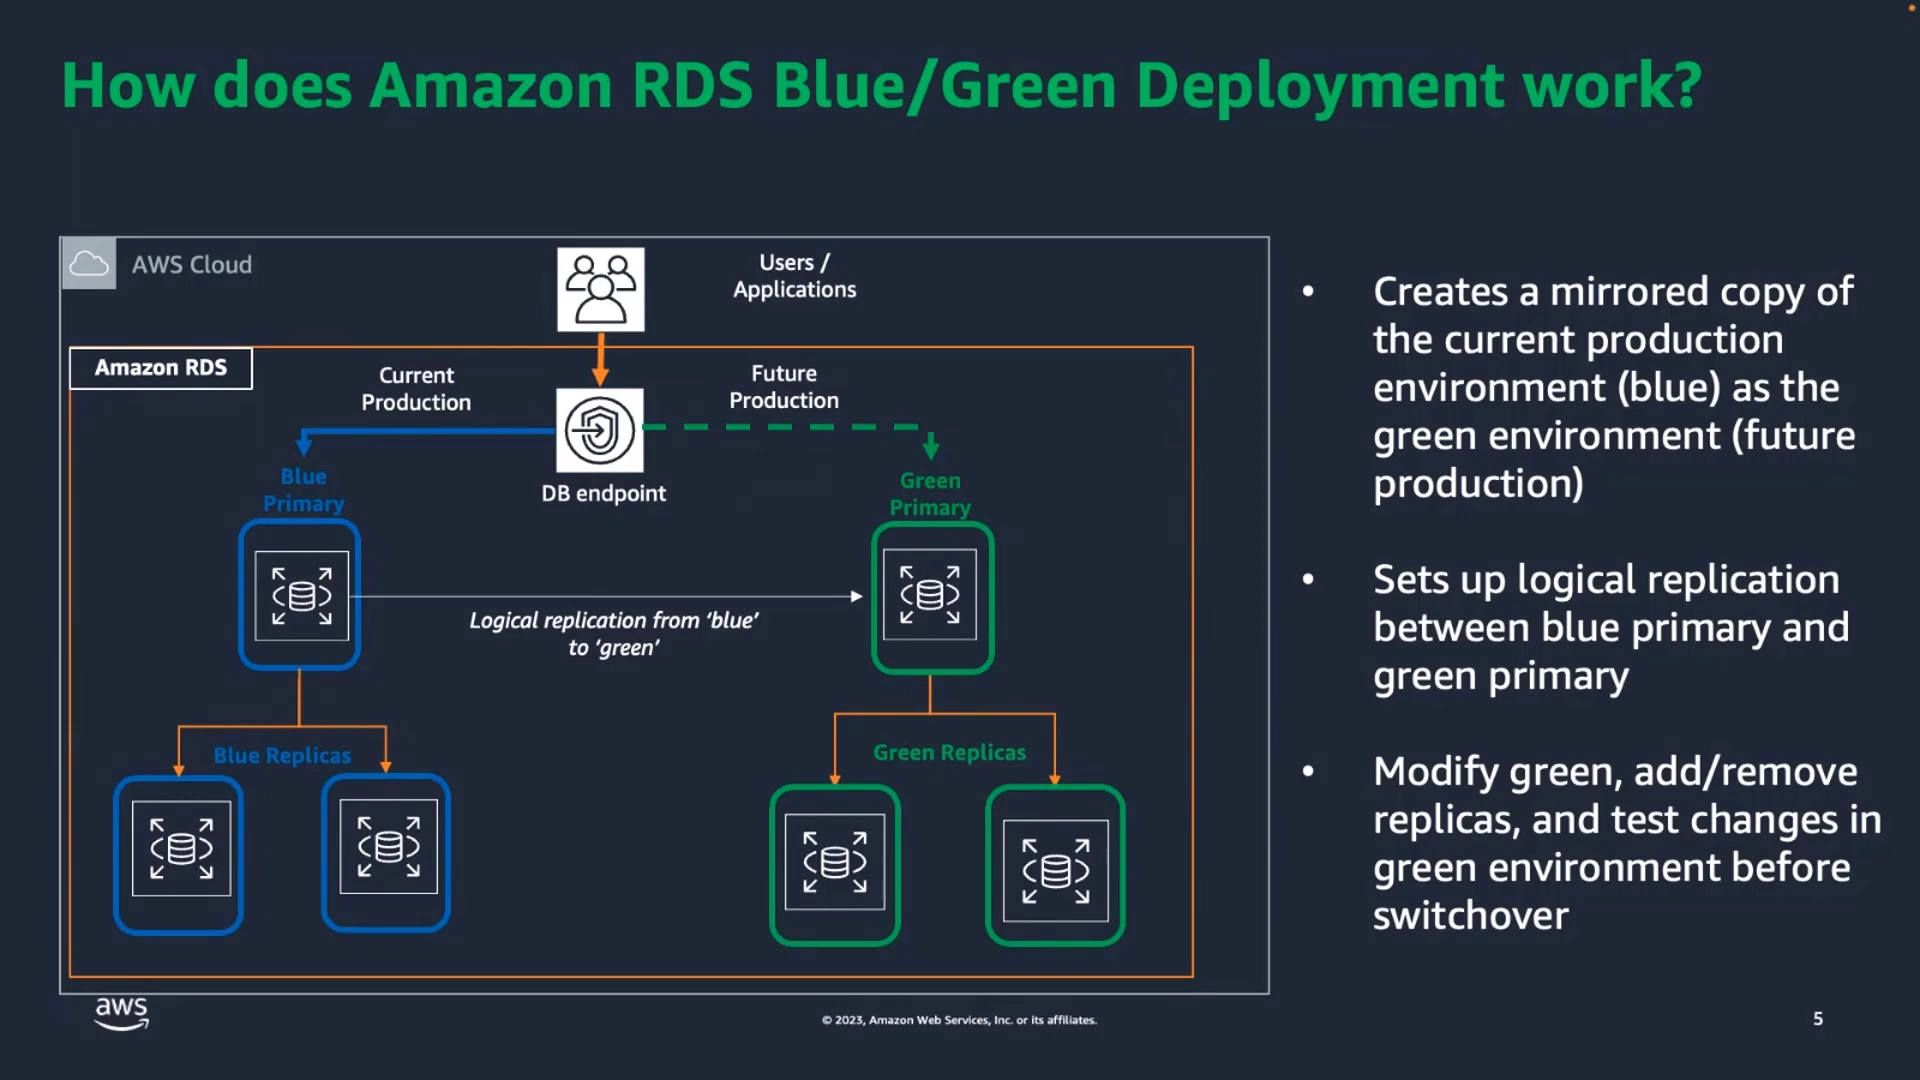 How does Amazon RDS Blue/Green Deployment work?
AWS Cloud
Users /
Applications
Amazon RDS
Current
Production
Future
Production
Blue
Primary
DB endpoint
Green
Primary
Logical replication from ‘blue’
to ‘green’
Blue Replicas
Green Replicas
• Creates a mirrored copy of
the current production
environment (blue) as the
green environment (future
production)
• Sets up logical replication
between blue primary and
green primary
• Modify green, add/remove
replicas, and test changes in
green environment before
switchover
aws
© 2023, Amazon Web Services, Inc. or its affiliates.
5